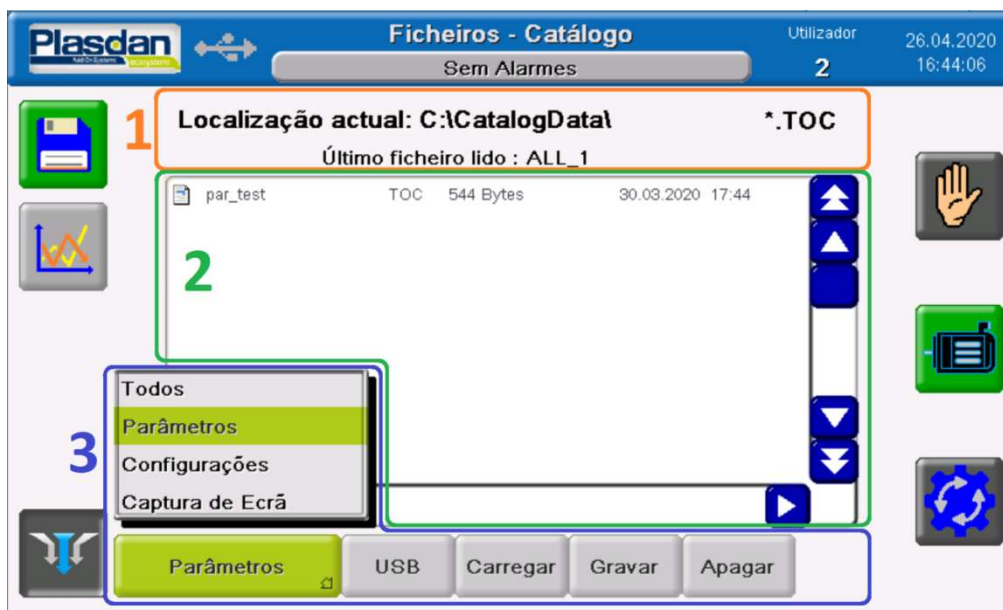 Plasdan
Ficheiros - Catálogo
Sem Alarmes
Utilizador
2
26.04.2020
16:44:06
1
Localização actual: C:\CatalogData\ *.TOC
Último ficheiro lido : ALL_1
par_test TOC 544 Bytes 30.03.2020 17:44
2
3
Todos
Parâmetros
Configurações
Captura de Ecrã
Parâmetros USB Carregar Gravar Apagar